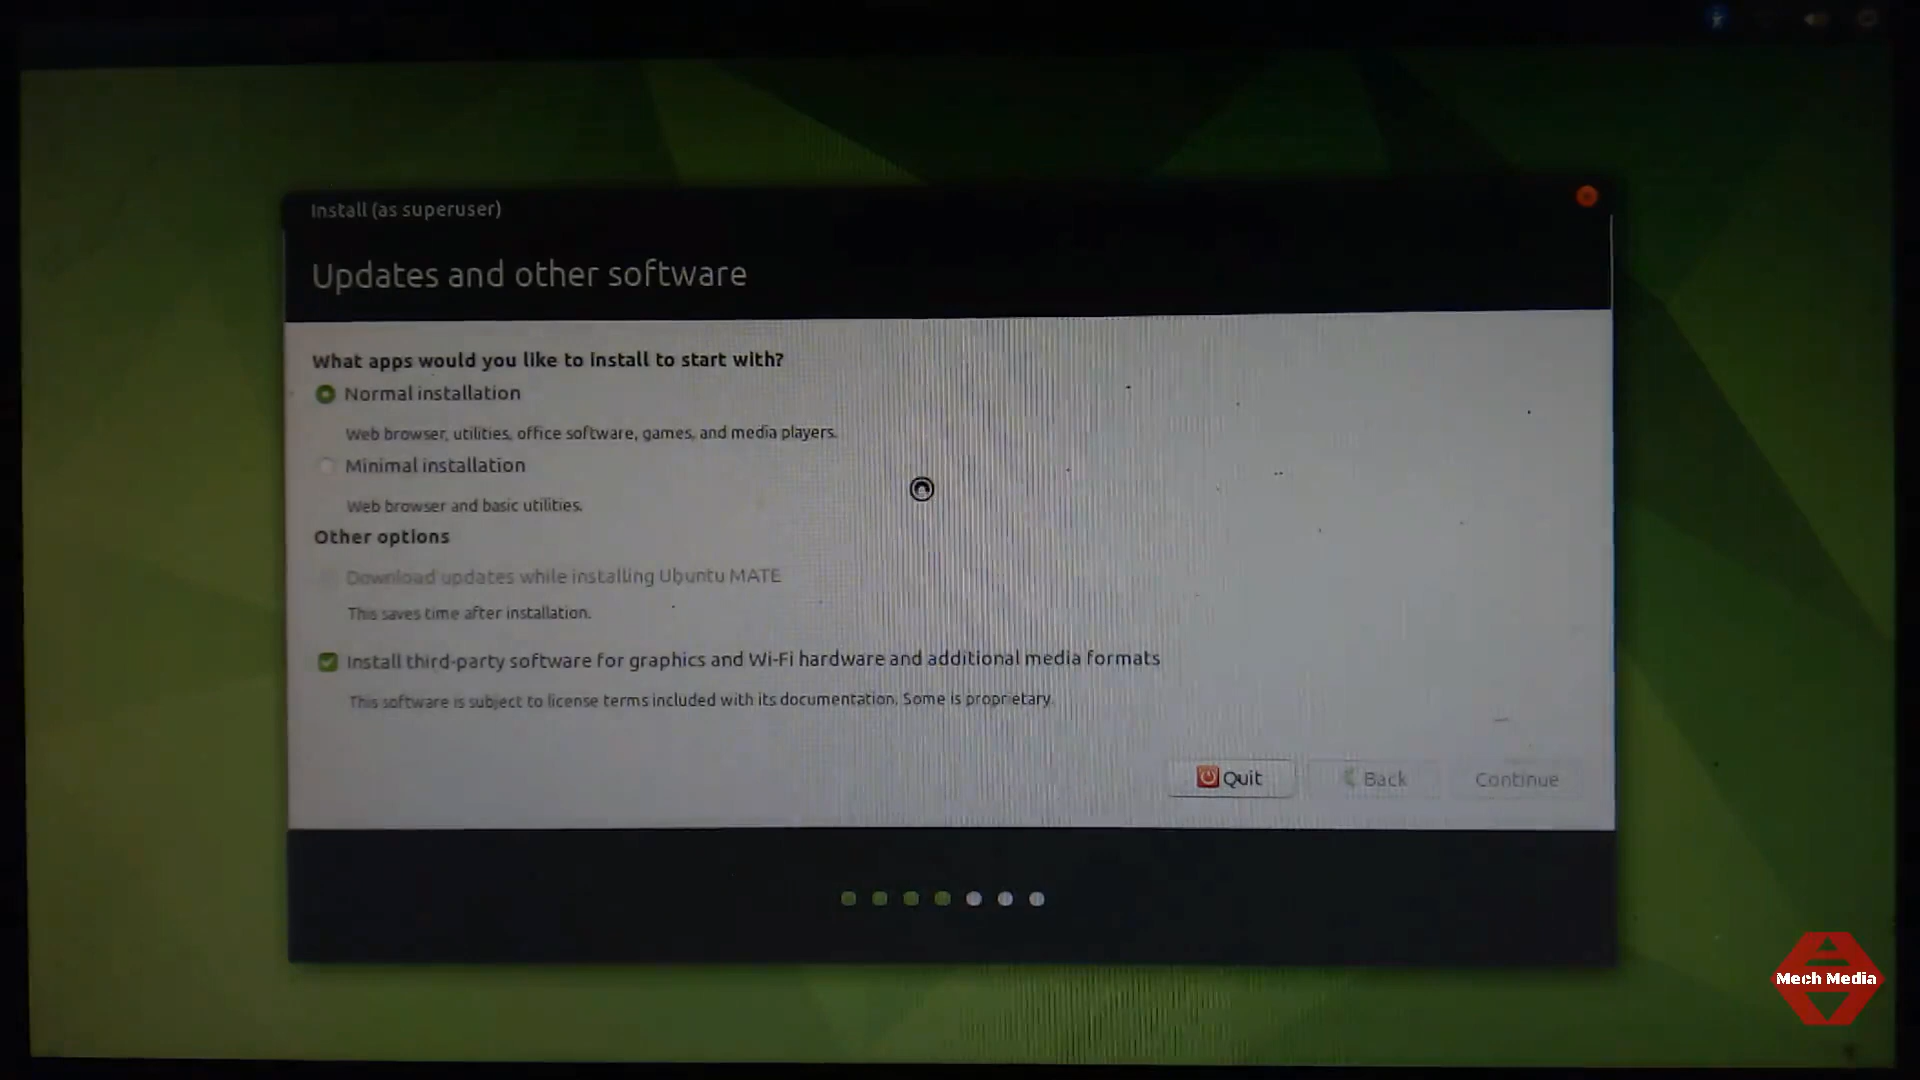 Install (as superuser)
Updates and other software
What apps would you like to install to start with?
Normal installation
Web browser, utilities, office software, games, and media players.
Minimal installation
Web browser and basic utilities.
Other options
Download updates while installing Ubuntu MATE
This saves time after installation.
Install third-party software for graphics and Wi-Fi hardware and additional media formats
This software is subject to license terms included with its documentation. Some is proprietary.
Quit
Back
Continue
Mech Media